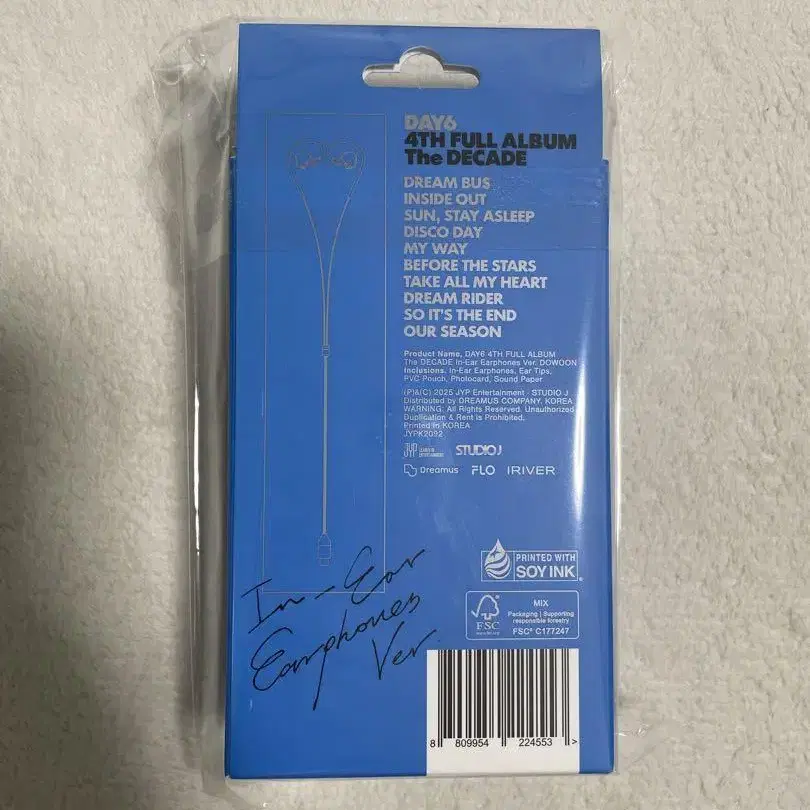 DAY6
4TH FULL ALBUM
The DECADE
DREAM BUS
INSIDE OUT
SUN, STAY ASLEEP
DISCO DAY
MY WAY
BEFORE THE STARS
TAKE ALL MY HEART
DREAM RIDER
SO IT'S THE END
OUR SEASON
Product Name. DAY6 4TH FULL ALBUM
The DECADE In-Ear Earphones Ver. DOWOON
Inclusions. In-Ear Earphones, Ear Tips,
PVC Pouch, Photocard, Sound Paper
(P)&(C) 2025 JYP Entertainment · STUDIO J
Distributed by DREAMUS COMPANY. KOREA.
WARNING: All Rights Reserved. Unauthorized
Duplication & Rent is Prohibited.
Printed in KOREA
JYPK2092
JYP STUDIO J
Dreamus FLO IRIVER
In-Ear
Earphones
Ver.
PRINTED WITH
SOY INK
FSC
MIX
Packaging | Supporting
responsible forestry
FSC® C177247
8 809954 224553 >